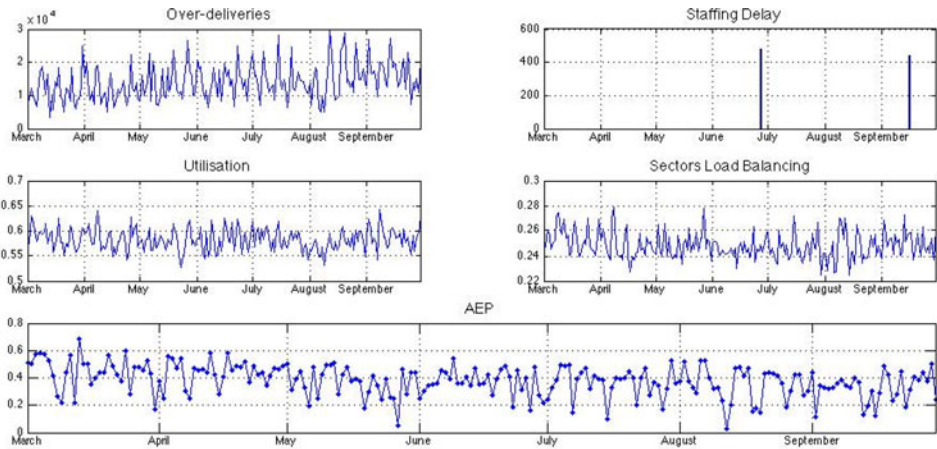 Over-deliveries
x 10⁴
3
2
1
0
March April May June July August September
Staffing Delay
600
400
200
0
March April May June July August September
Utilisation
0.7
0.65
0.6
0.55
0.5
March April May June July August September
Sectors Load Balancing
0.3
0.28
0.26
0.24
0.22
March April May June July August September
AEP
0.8
0.6
0.4
0.2
0
March April May June July August September